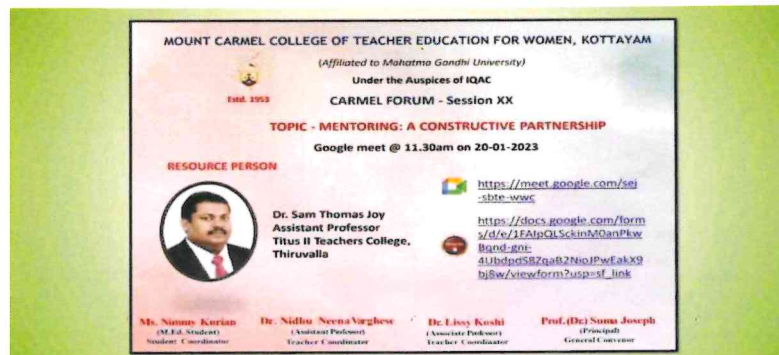 MOUNT CARMEL COLLEGE OF TEACHER EDUCATION FOR WOMEN, KOTTAYAM
(Affiliated to Mahatma Gandhi University)
Under the Auspices of IQAC
Estd. 1953
CARMEL FORUM - Session XX
TOPIC - MENTORING: A CONSTRUCTIVE PARTNERSHIP
Google meet @ 11.30am on 20-01-2023
RESOURCE PERSON
Dr. Sam Thomas Joy
Assistant Professor
Titus II Teachers College,
Thiruvalla
https://meet.google.com/sej
-sbte-wwc
https://docs.google.com/form
s/d/e/1FAIpQLSckinM0anPkw
Bqnd-gni-
4UbdpdS8ZqaB2NioJPwEakX9
bj8w/viewform?usp=sf_link
Ms. Nimmy Kurian
(M.Ed. Student)
Student Coordinator
Dr. Nidhu Neena Varghese
(Assistant Professor)
Teacher Coordinator
Dr. Lissy Koshi
(Associate Professor)
Teacher Coordinator
Prof.(Dr.) Suma Joseph
(Principal)
General Convenor